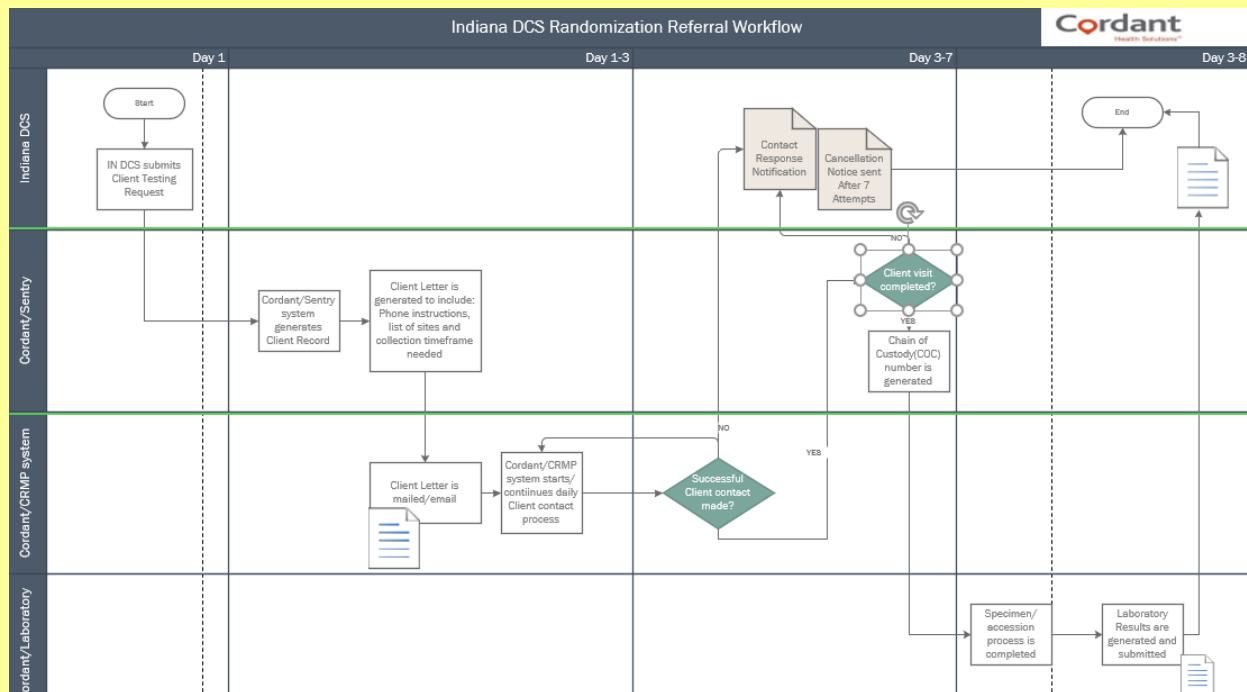 Indiana DCS Randomization Referral Workflow
Cordant
Health Solutions™
Day 1
Day 1-3
Day 3-7
Day 3-8
Indiana DCS
Start
IN DCS submits
Client Testing
Request
Contact
Response
Notification
Cancellation
Notice sent
After 7
Attempts
End
Cordant/Sentry
Cordant/Sentry
system
generates
Client Record
Client Letter is
generated to include:
Phone instructions,
list of sites and
collection timeframe
needed
NO
Client visit
completed?
YES
Chain of
Custody(COC)
number is
generated
Cordant/CRMP system
Client Letter is
mailed/email
Cordant/CRMP
system starts/
contiinues daily
Client contact
process
NO
Successful
Client contact
made?
YES
ordant/Laboratory
Specimen/
accession
process is
completed
Laboratory
Results are
generated and
submitted